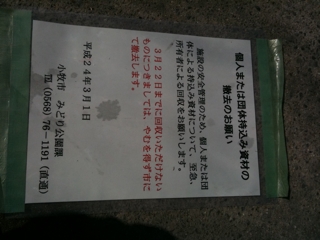 個人または団体持込み資材の
撤去のお願い
施設の安全管理のため、個人または団
体による持込み資材について、至急、
所有者による回収をお願いします。
3月22日までに回収いただけない
ものにつきましては、やむを得ず市に
て撤去します。
平成24年3月1日
小牧市 みどり公園課
℡(0568)76-1191(直通)